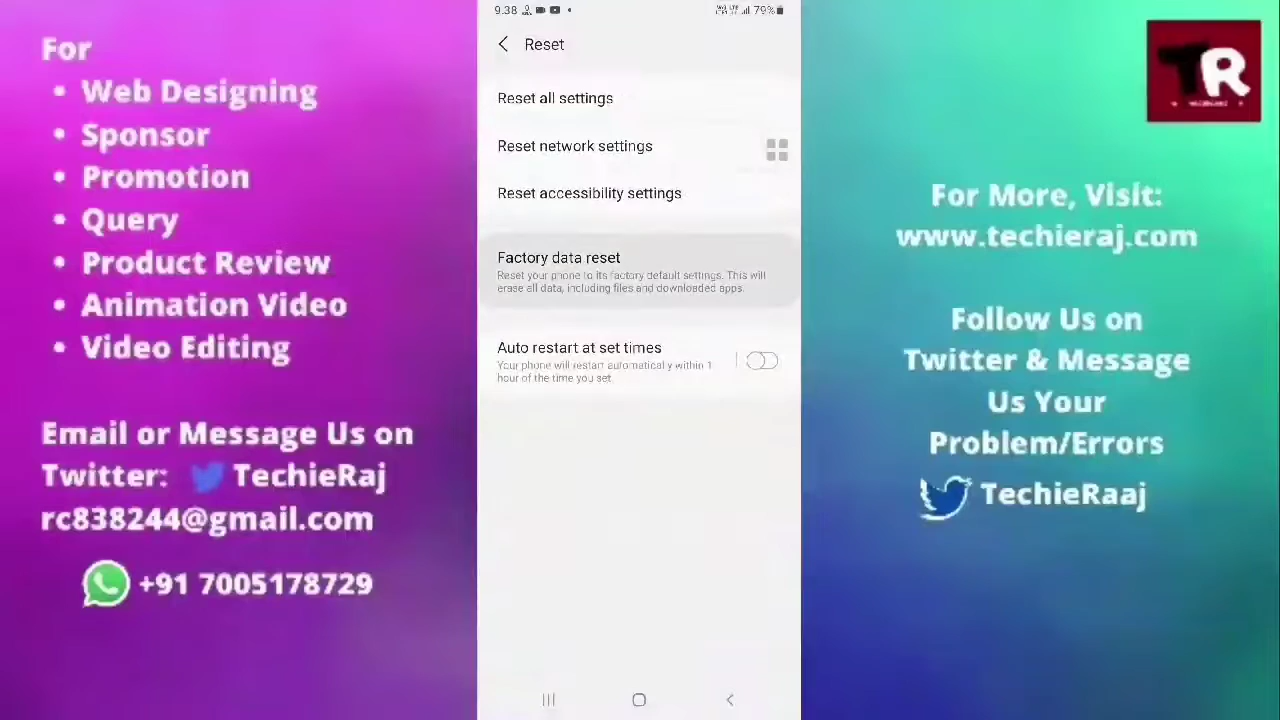 For
• Web Designing
• Sponsor
• Promotion
• Query
• Product Review
• Animation Video
• Video Editing
Email or Message Us on
Twitter: TechieRaj
rc838244@gmail.com
+91 7005178729
9.38
79%
Reset
Reset all settings
Reset network settings
Reset accessibility settings
Factory data reset
Reset your phone to its factory default settings. This will
erase all data, including files and downloaded apps.
Auto restart at set times
Your phone will restart automatically within 1
hour of the time you set.
TR
For More, Visit:
www.techieraj.com
Follow Us on
Twitter & Message
Us Your
Problem/Errors
TechieRaaj